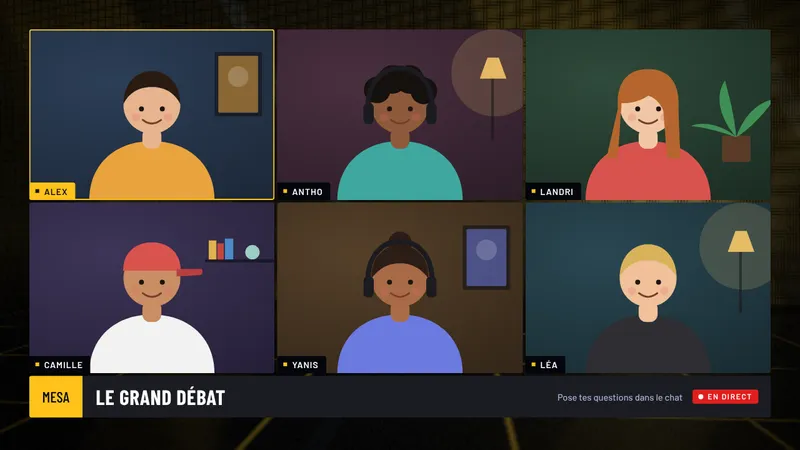 ALEX
ANTHO
LANDRI
CAMILLE
YANIS
LÉA
MESA
LE GRAND DÉBAT
Pose tes questions dans le chat
EN DIRECT